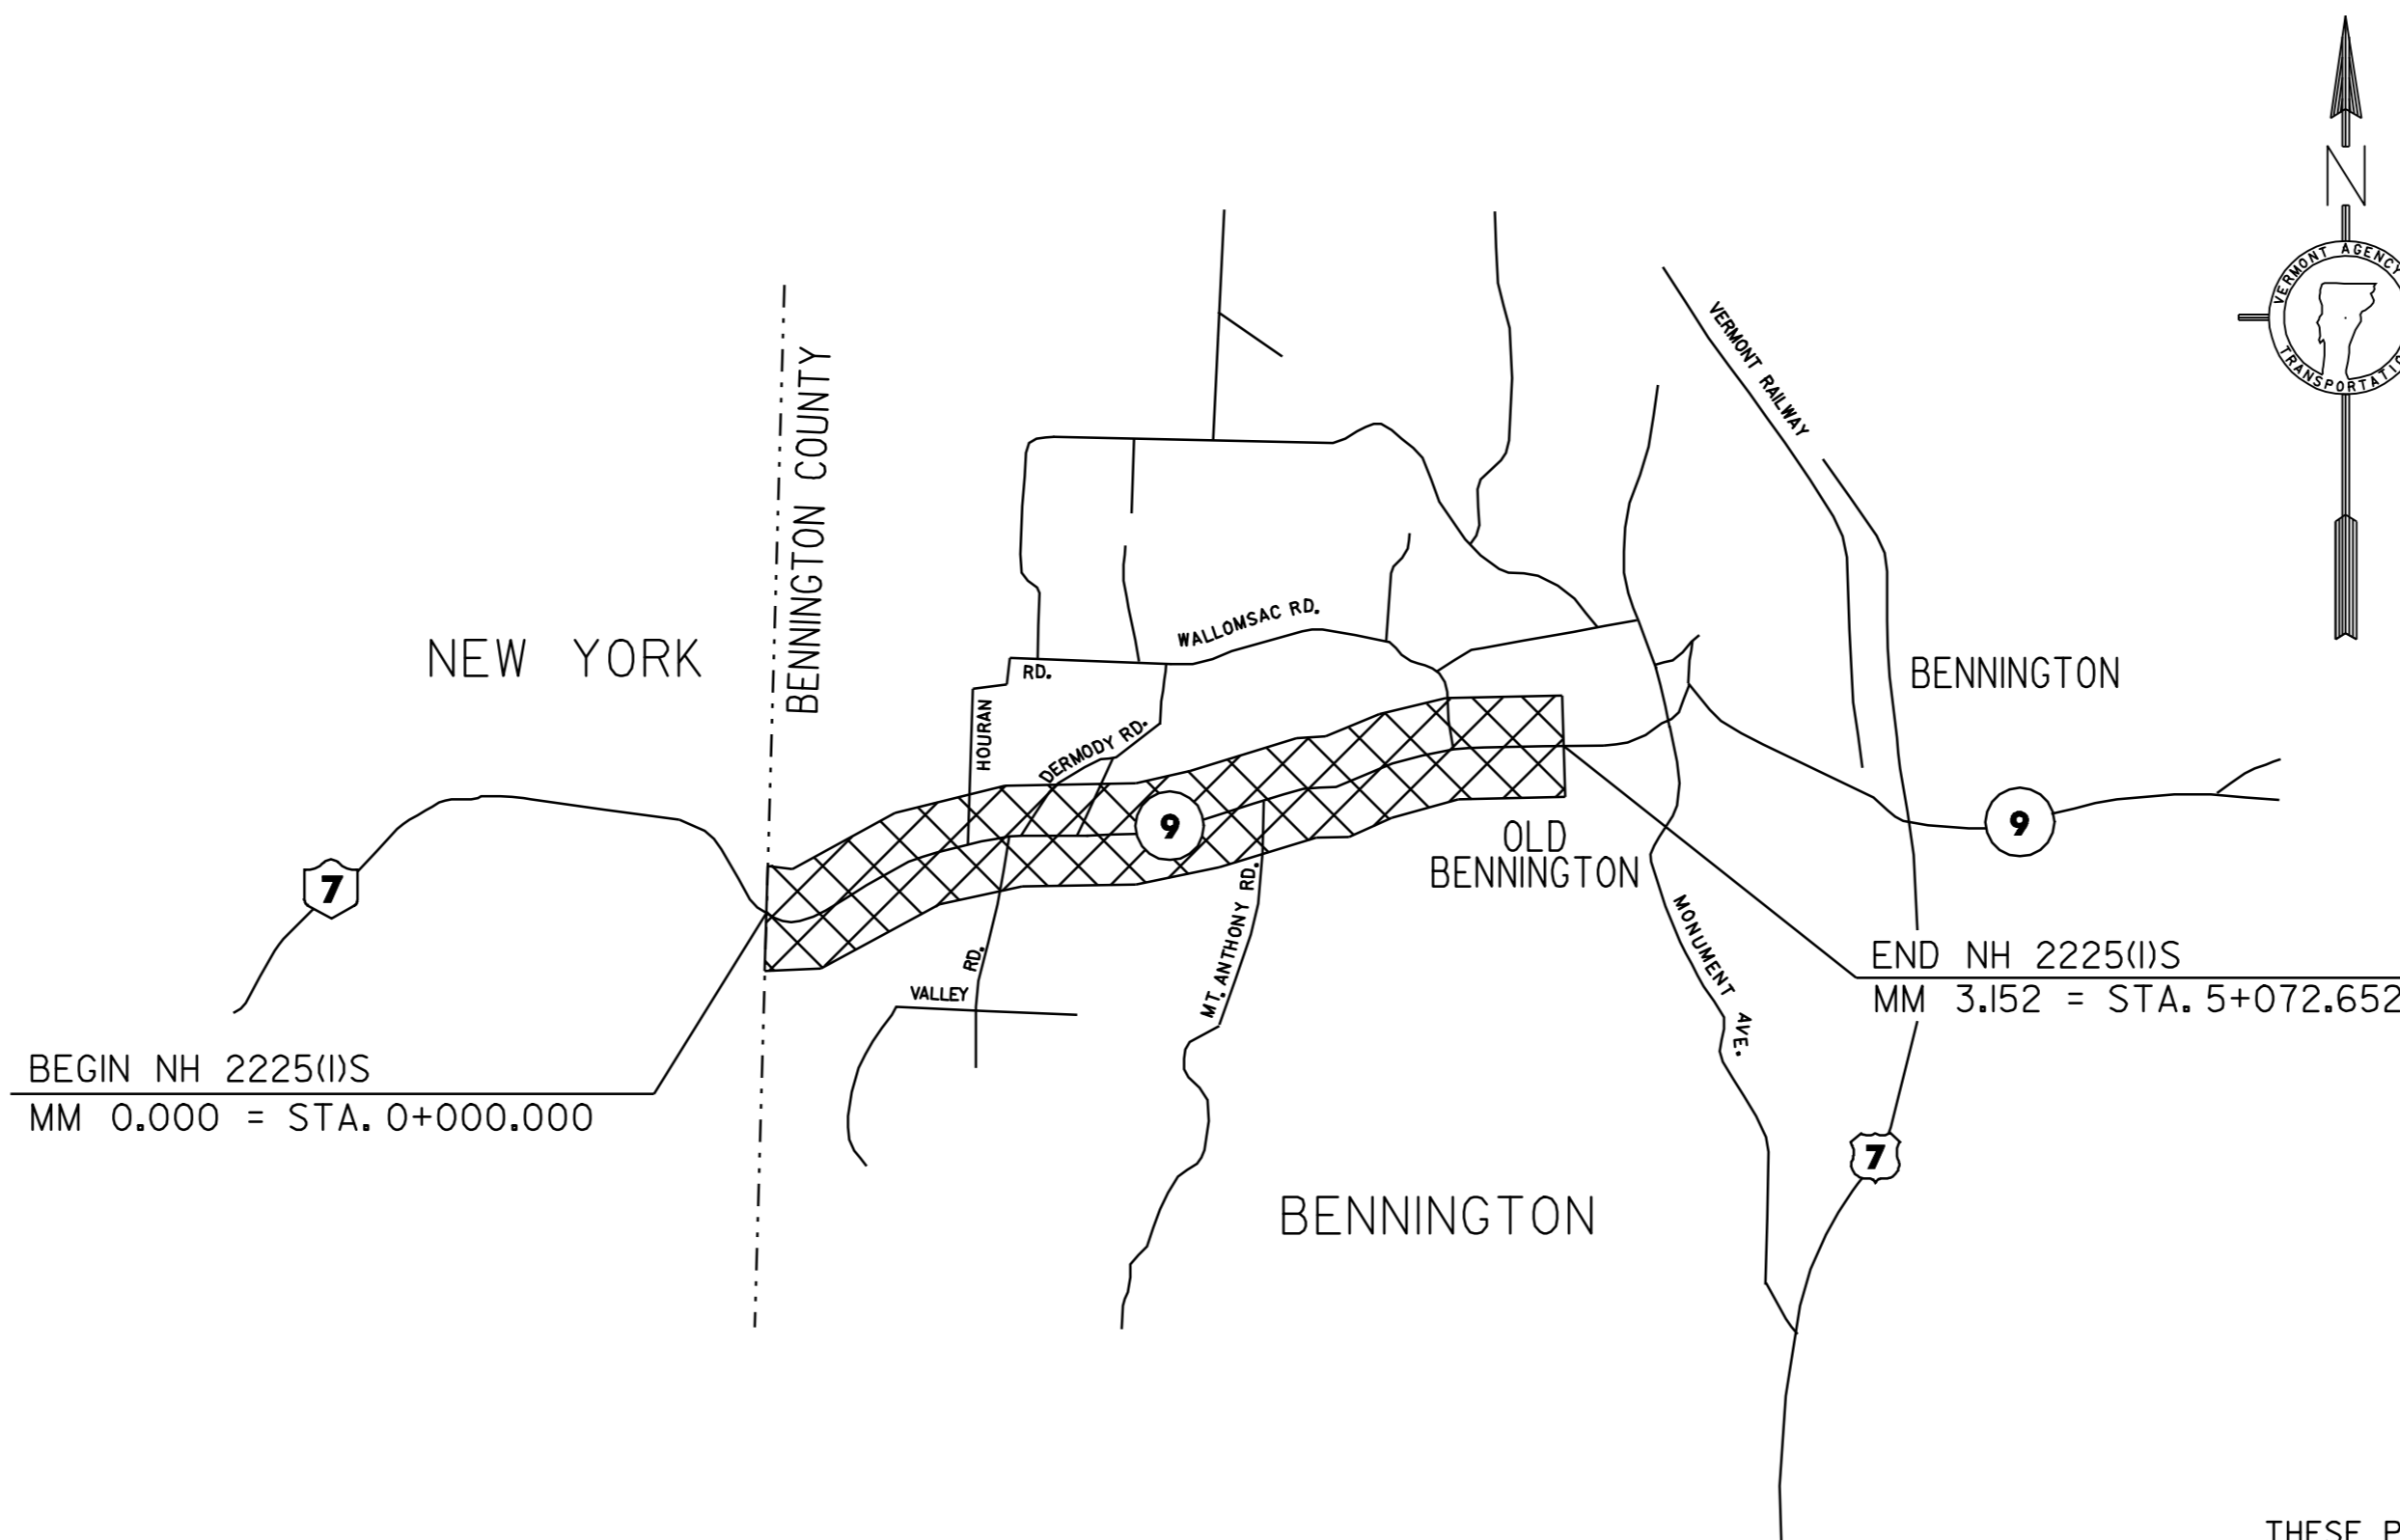 N
VERMONT AGENCY
TRANSPORTATIO
VERMONT RAILWAY
BENNINGTON COUNTY
NEW YORK
WALLOMSAC RD.
RD.
HOURAN
DERMODY RD.
BENNINGTON
9
9
7
OLD
BENNINGTON
MT. ANTHONY RD.
RD.
VALLEY
MONUMENT AVE.
END NH 2225(1)S
MM 3.152 = STA. 5+072.652
BEGIN NH 2225(1)S
MM 0.000 = STA. 0+000.000
7
BENNINGTON
THESE P